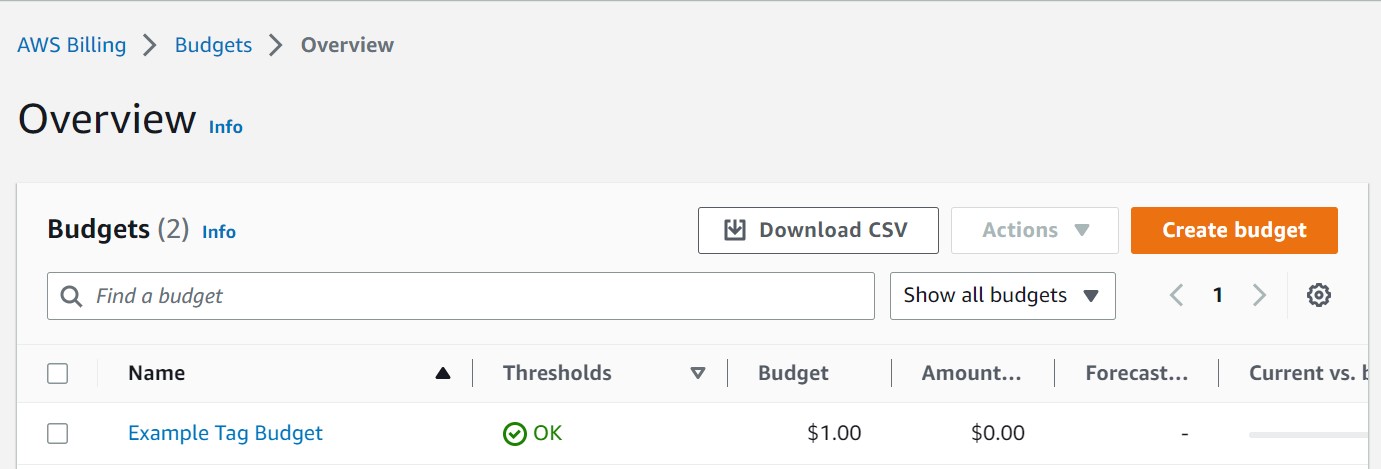 AWS Billing > Budgets > Overview
Overview Info
Budgets (2) Info Download CSV Actions Create budget
Find a budget Show all budgets 1
Name Thresholds Budget Amount... Forecast... Current vs.
Example Tag Budget OK $1.00 $0.00 -